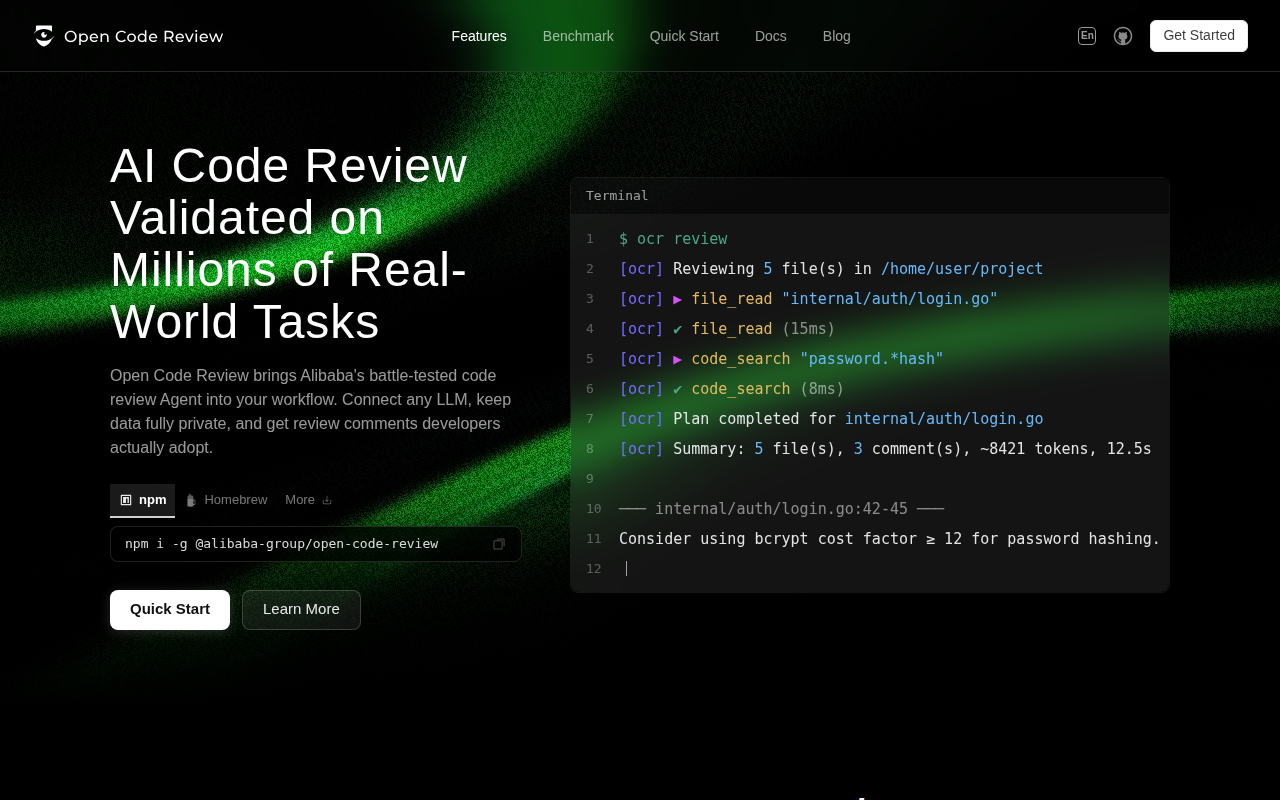 Open Code Review
Features Benchmark Quick Start Docs Blog
En
Get Started
AI Code Review
Validated on
Millions of Real-
World Tasks
Open Code Review brings Alibaba's battle-tested code
review Agent into your workflow. Connect any LLM, keep
data fully private, and get review comments developers
actually adopt.
npm Homebrew More
npm i -g @alibaba-group/open-code-review
Quick Start Learn More
Terminal
1 $ ocr review
2 [ocr] Reviewing 5 file(s) in /home/user/project
3 [ocr] ▶ file_read "internal/auth/login.go"
4 [ocr] ✔ file_read (15ms)
5 [ocr] ▶ code_search "password.*hash"
6 [ocr] ✔ code_search (8ms)
7 [ocr] Plan completed for internal/auth/login.go
8 [ocr] Summary: 5 file(s), 3 comment(s), ~8421 tokens, 12.5s
9
10 ─── internal/auth/login.go:42-45 ───
11 Consider using bcrypt cost factor ≥ 12 for password hashing.
12